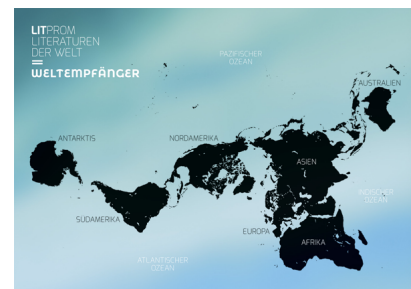 LITPROM
LITERATUREN
DER WELT
=
WELTEMPFÄNGER
PAZIFISCHER
OZEAN
AUSTRALIEN
ANTARKTIS
NORDAMERIKA
ASIEN
INDISCHER
OZEAN
SÜDAMERIKA
EUROPA
AFRIKA
ATLANTISCHER
OZEAN